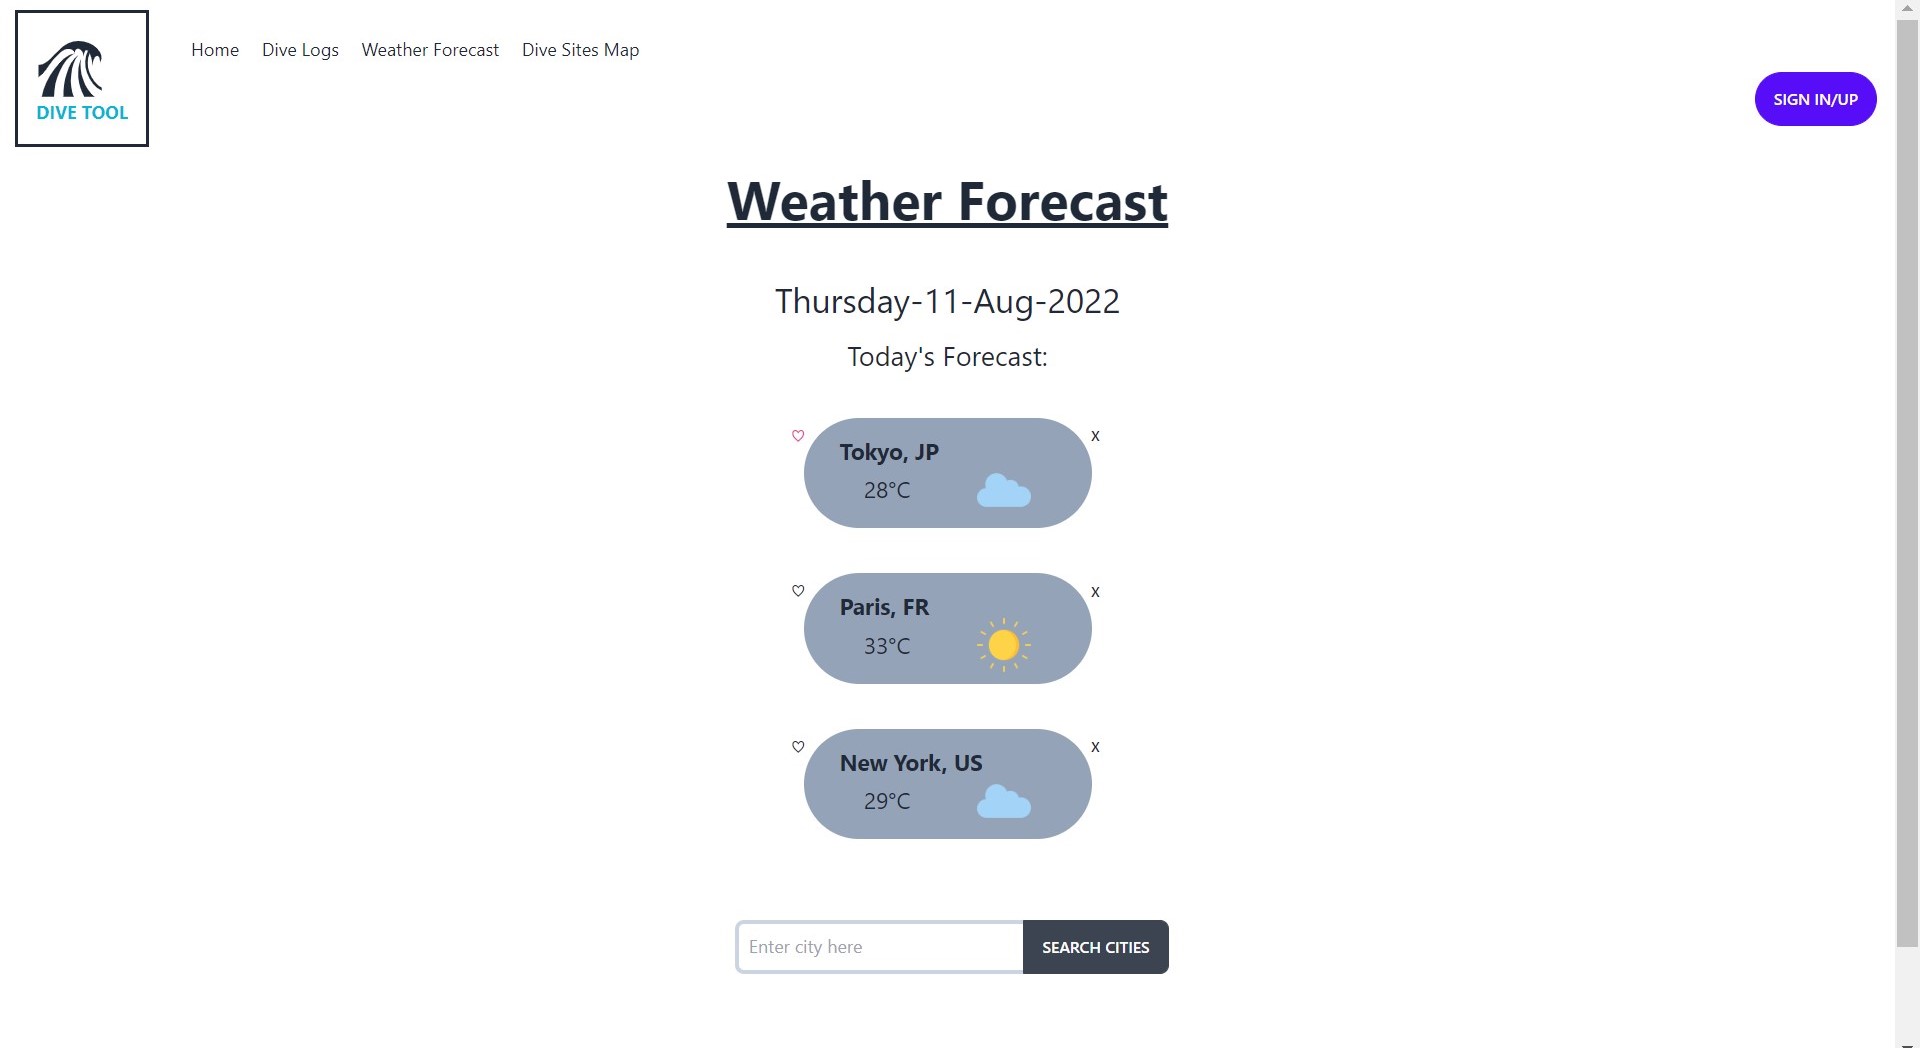 DIVE TOOL
Home Dive Logs Weather Forecast Dive Sites Map
SIGN IN/UP
Weather Forecast
Thursday-11-Aug-2022
Today's Forecast:
♡ Tokyo, JP x
28°C
♡ Paris, FR x
33°C
♡ New York, US x
29°C
Enter city here SEARCH CITIES